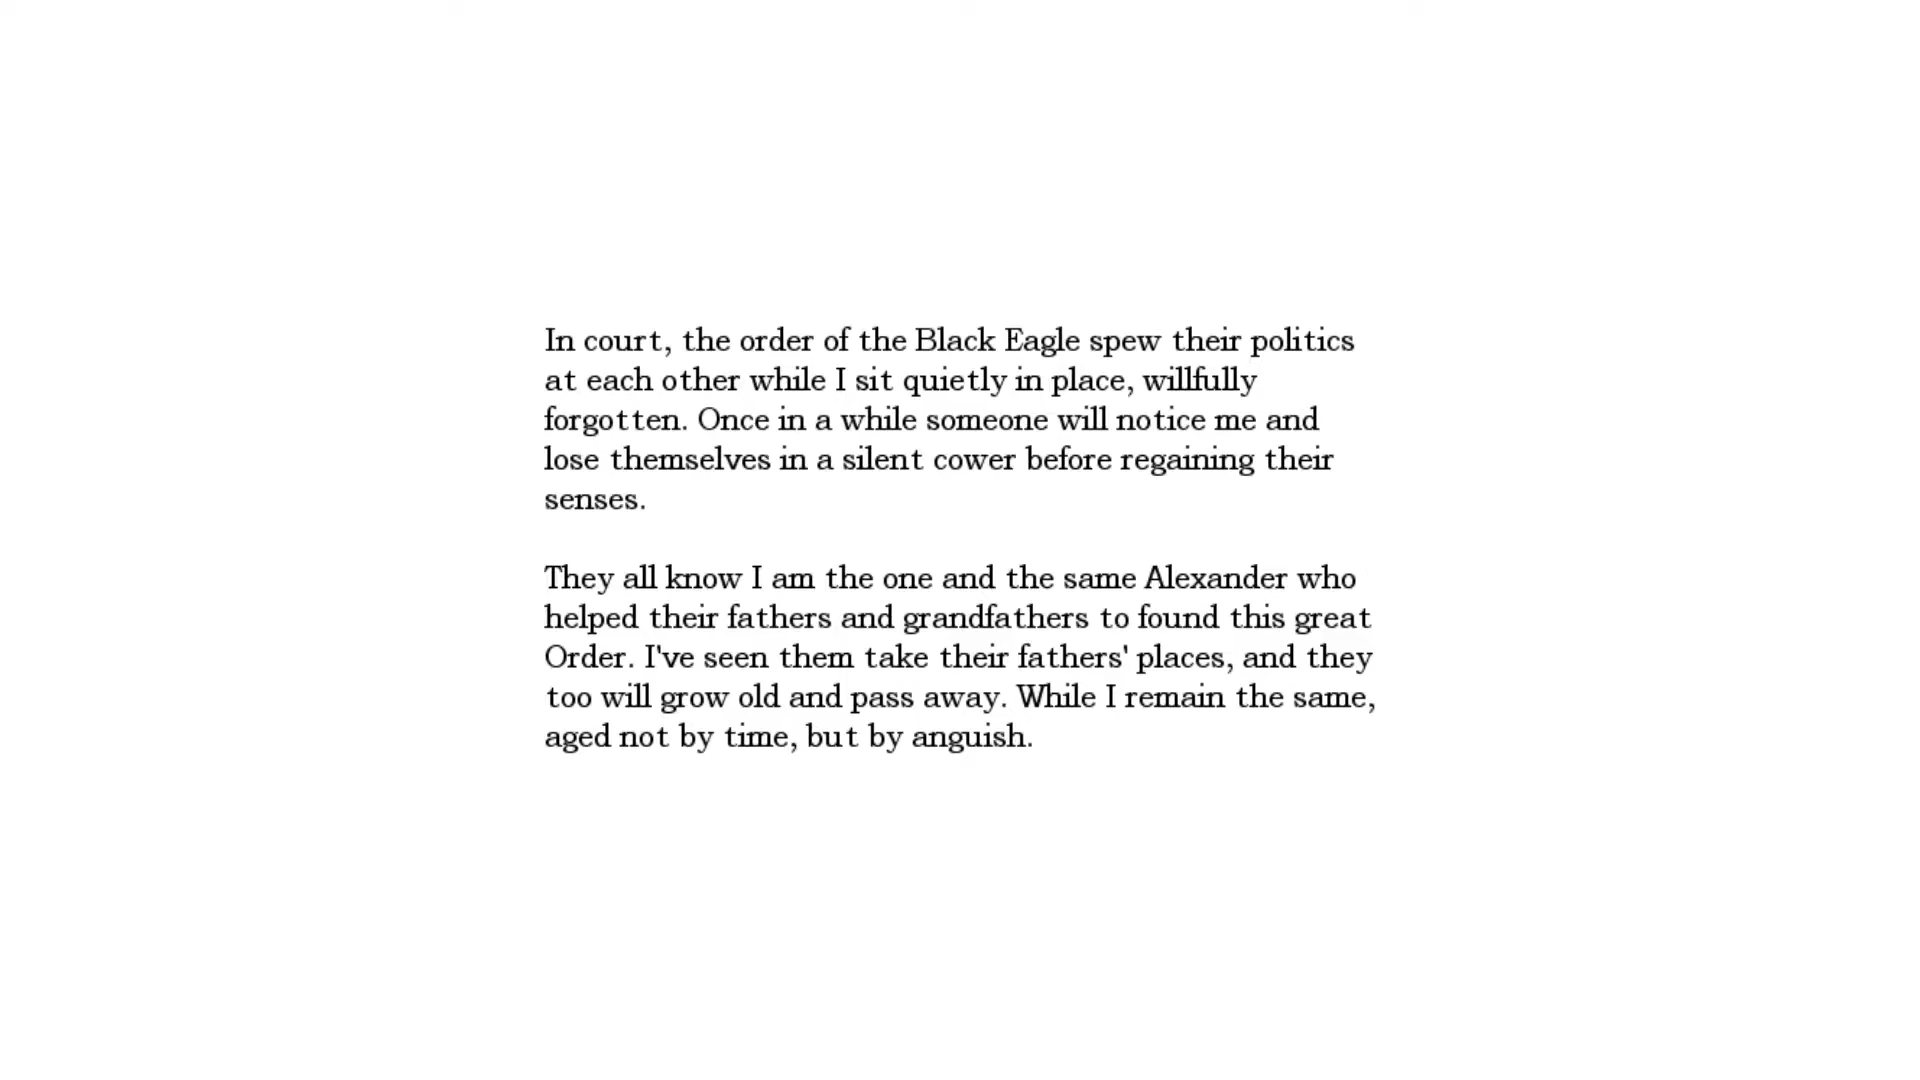 In court, the order of the Black Eagle spew their politics
at each other while I sit quietly in place, willfully
forgotten. Once in a while someone will notice me and
lose themselves in a silent cower before regaining their
senses.
They all know I am the one and the same Alexander who
helped their fathers and grandfathers to found this great
Order. I've seen them take their fathers' places, and they
too will grow old and pass away. While I remain the same,
aged not by time, but by anguish.